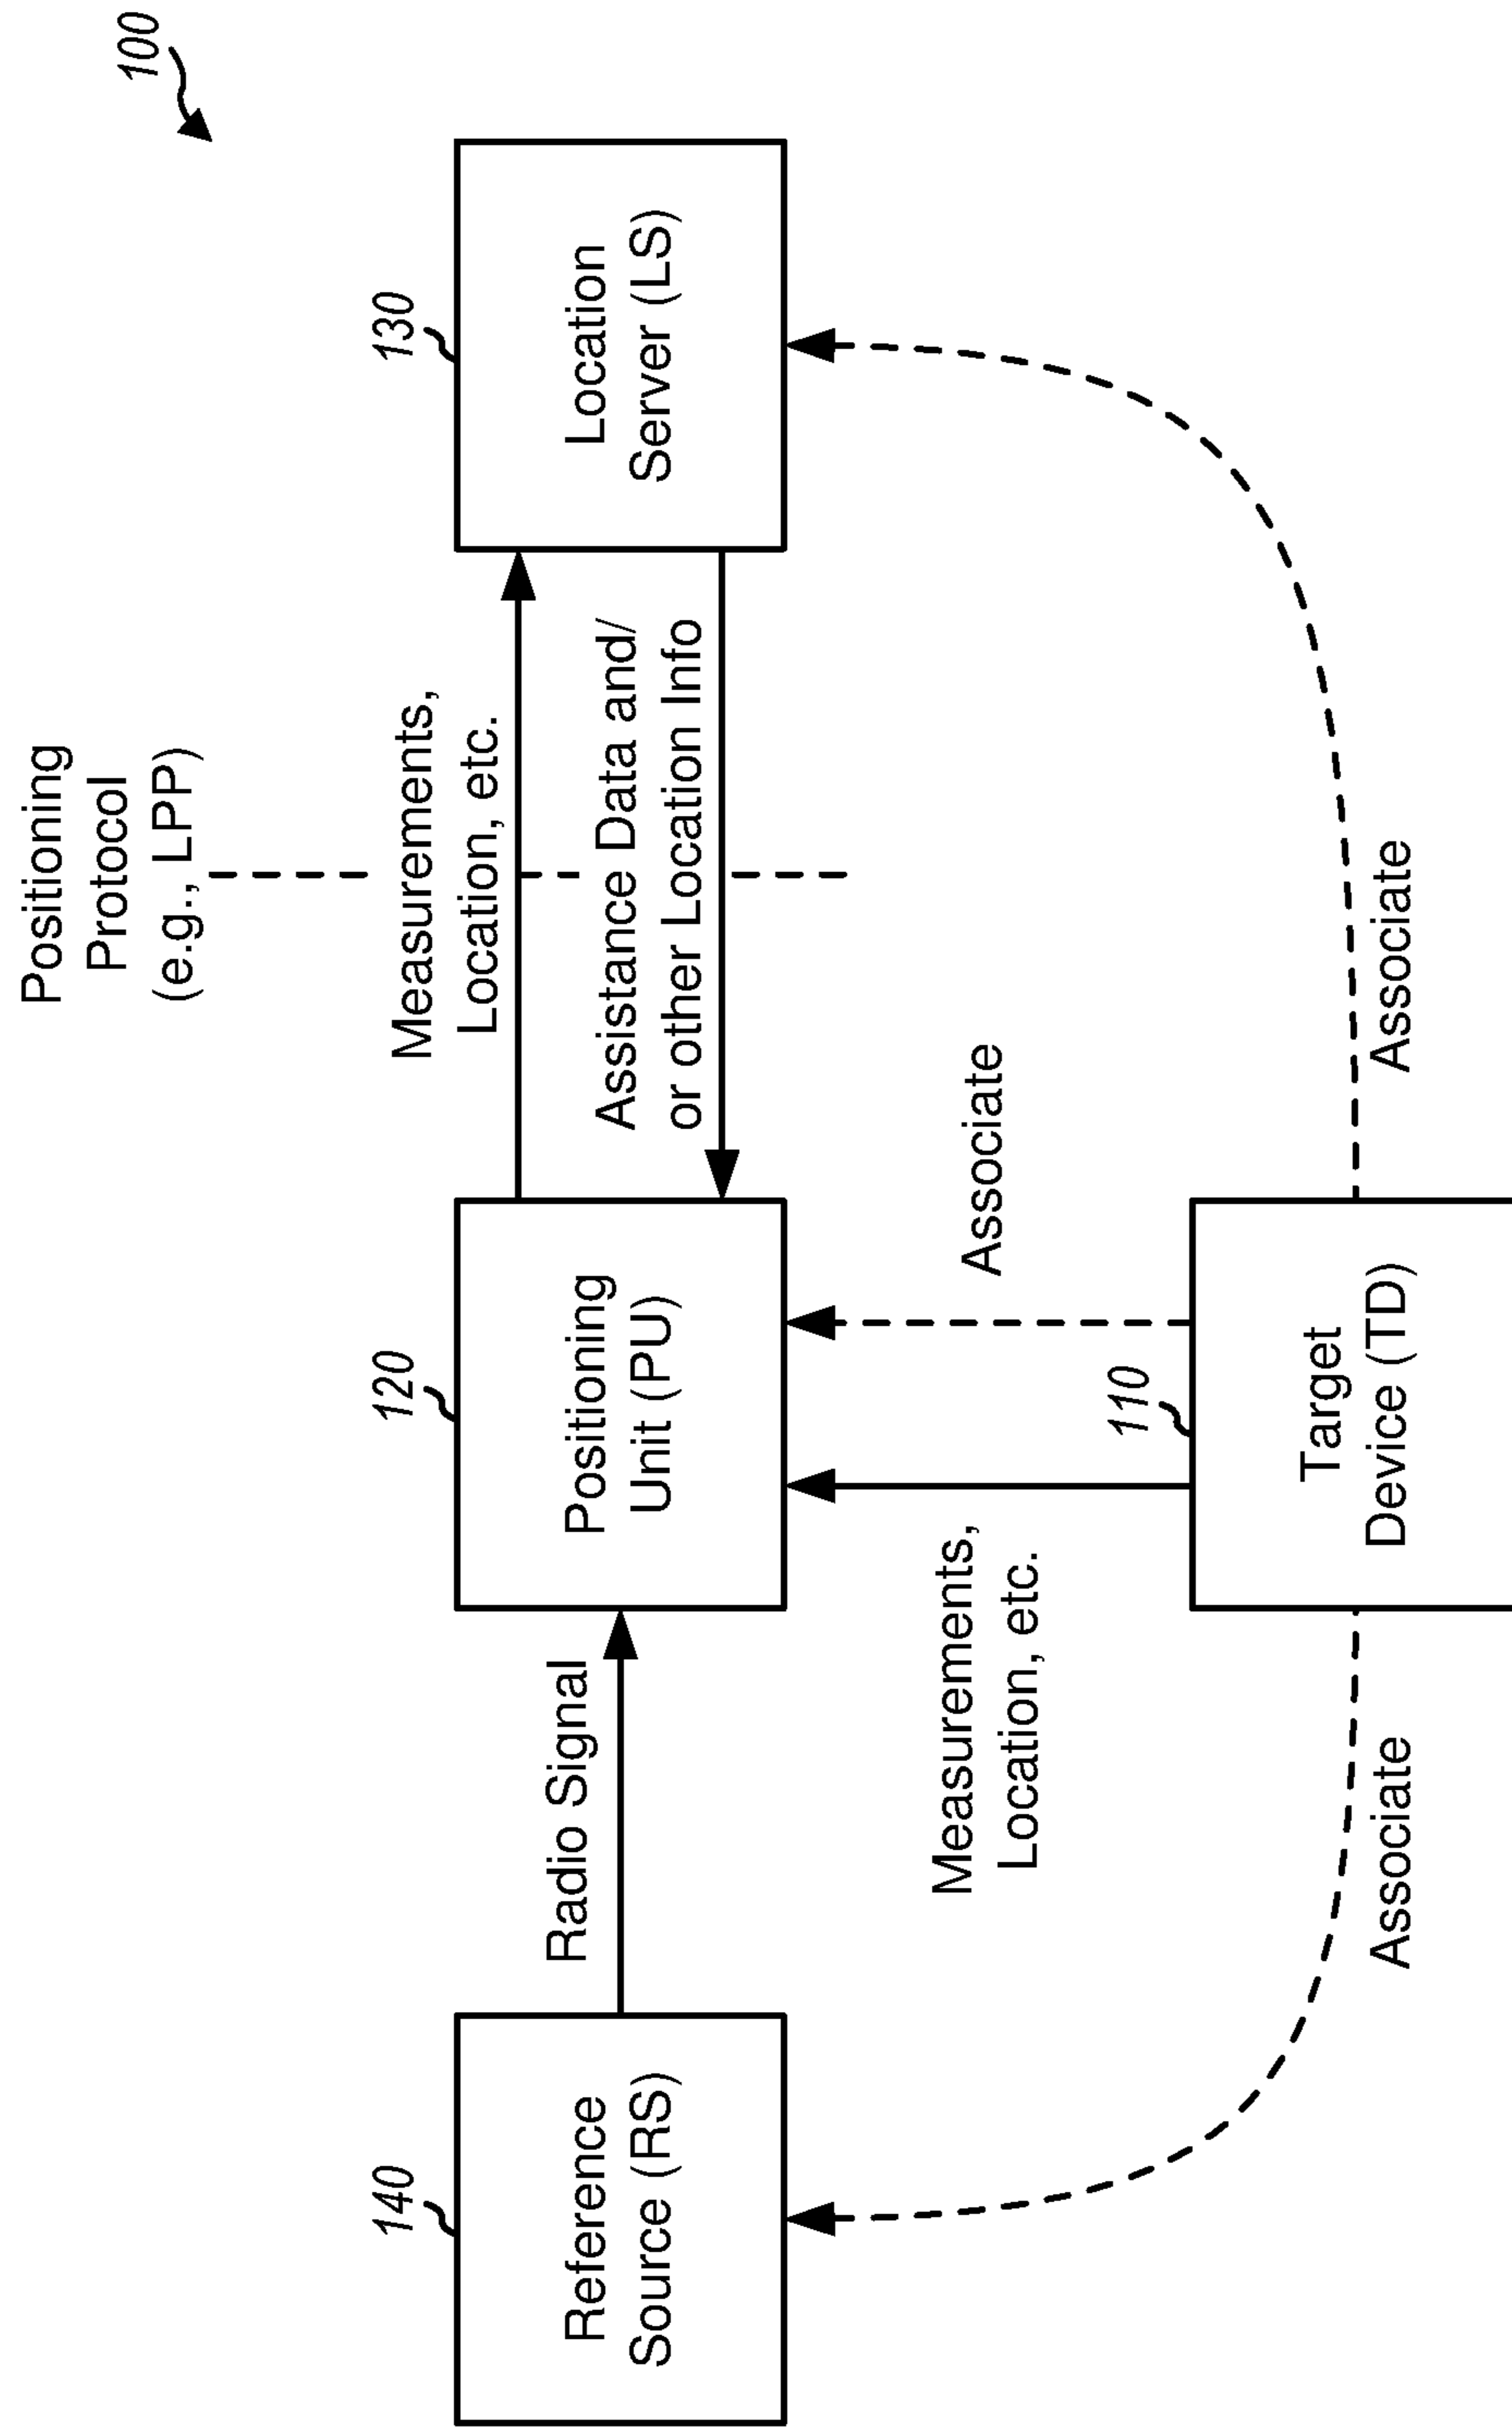 100
Positioning
Protocol
(e.g., LPP)
140
120
130
Reference
Source (RS)
Radio Signal
Positioning
Unit (PU)
Measurements,
Location, etc.
Assistance Data and/
or other Location Info
Location
Server (LS)
Measurements,
Location, etc.
Associate
110
Target
Device (TD)
Associate
Associate